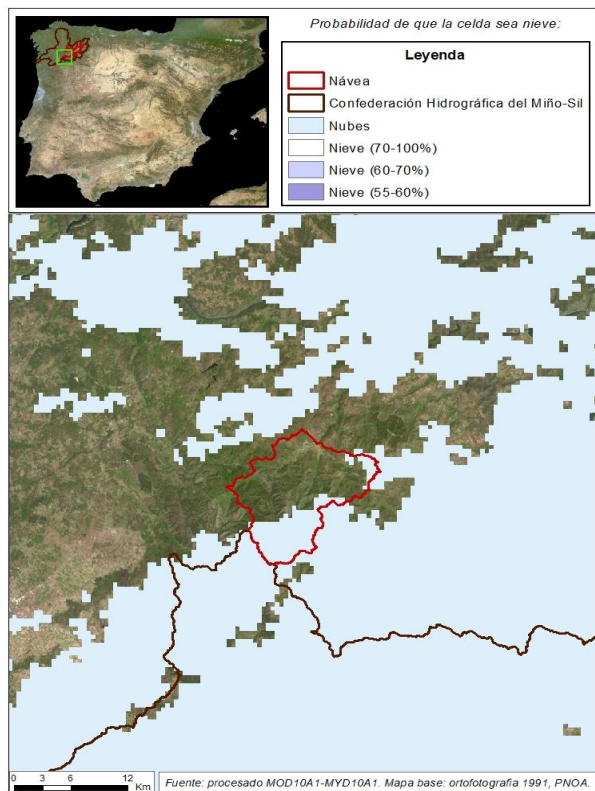 Probabilidad de que la celda sea nieve:
Leyenda
Návea
Confederación Hidrográfica del Miño-Sil
Nubes
Nieve (70-100%)
Nieve (60-70%)
Nieve (55-60%)
0 3 6 12
Km
Fuente: procesado MOD10A1-MYD10A1. Mapa base: ortofotografia 1991, PNOA.